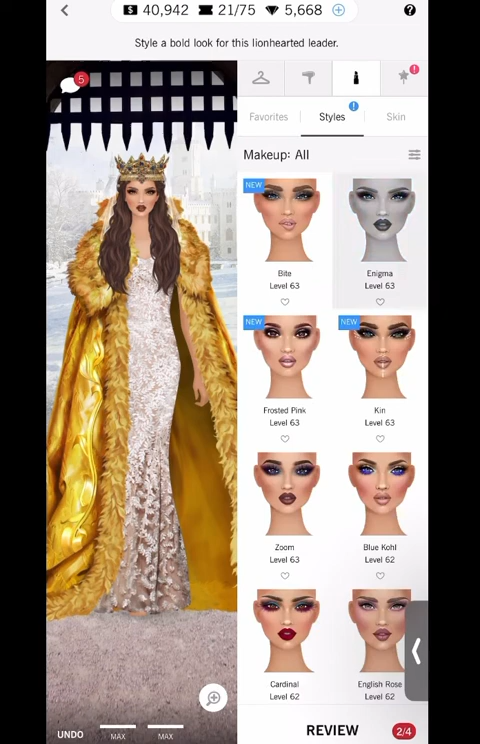 40,942 21/75 5,668
Style a bold look for this lionhearted leader.
5
Favorites Styles Skin
Makeup: All
NEW
Bite
Level 63
Enigma
Level 63
NEW
Frosted Pink
Level 63
NEW
Kin
Level 63
Zoom
Level 63
Blue Kohl
Level 62
Cardinal
Level 62
English Rose
Level 62
UNDO MAX MAX
REVIEW 2/4